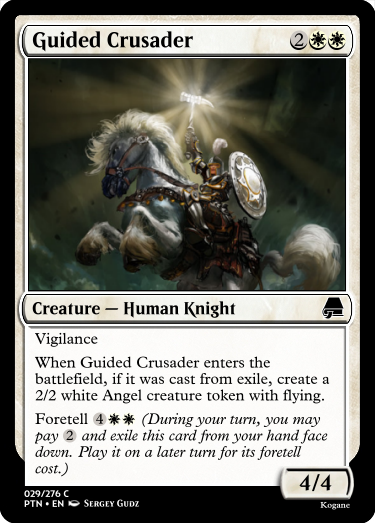 Guided Crusader 2
Creature — Human Knight
Vigilance
When Guided Crusader enters the
battlefield, if it was cast from exile, create a
2/2 white Angel creature token with flying.
Foretell 4 (During your turn, you may
pay 2 and exile this card from your hand face
down. Play it on a later turn for its foretell
cost.)
4/4
029/276 C
PTN • EN Sergey Gudz
Kogane